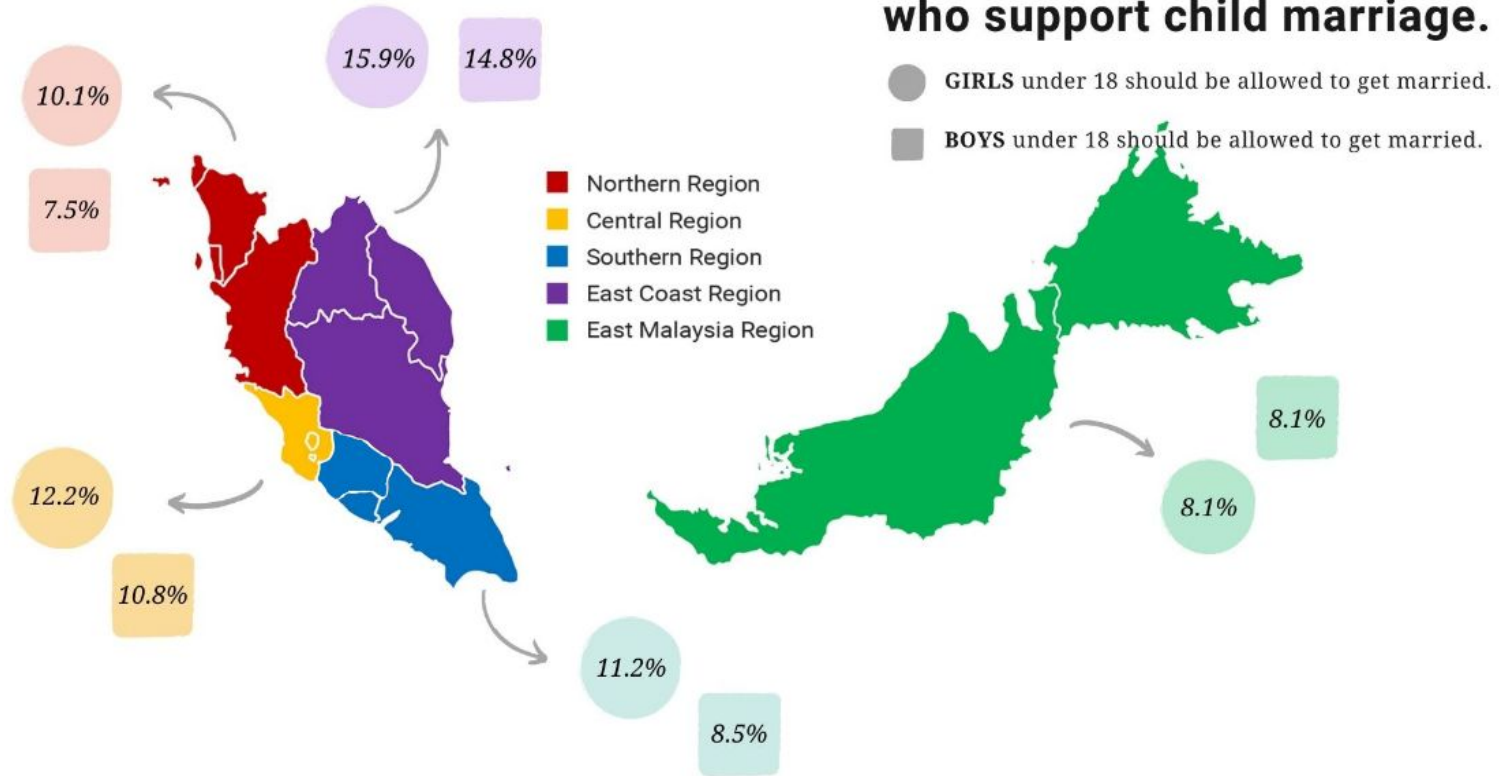 who support child marriage.
GIRLS under 18 should be allowed to get married.
BOYS under 18 should be allowed to get married.
15.9%
14.8%
10.1%
7.5%
Northern Region
Central Region
Southern Region
East Coast Region
East Malaysia Region
8.1%
8.1%
12.2%
10.8%
11.2%
8.5%